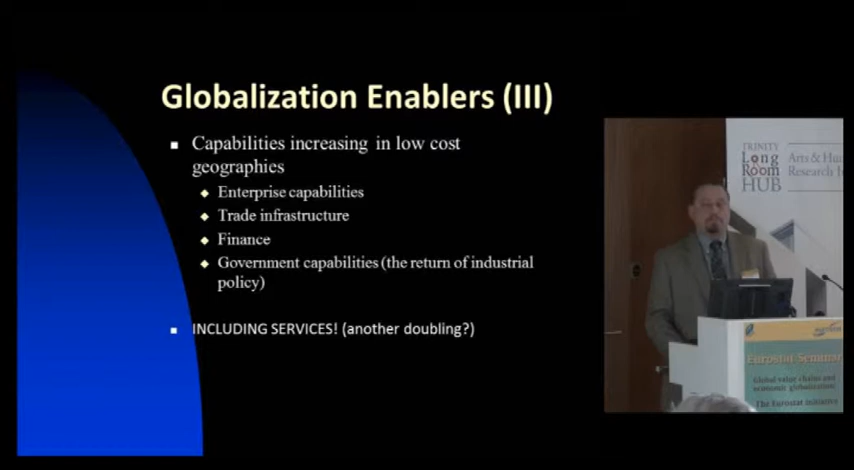 Globalization Enablers (III)
Capabilities increasing in low cost
geographies
Enterprise capabilities
Trade infrastructure
Finance
Government capabilities (the return of industrial
policy)
INCLUDING SERVICES! (another doubling?)
TRINITY
Long
Room
HUB
Arts & Hu
Research I
Eurostat Seminar
Global value chains and
economic globalization
The Eurostat initiative